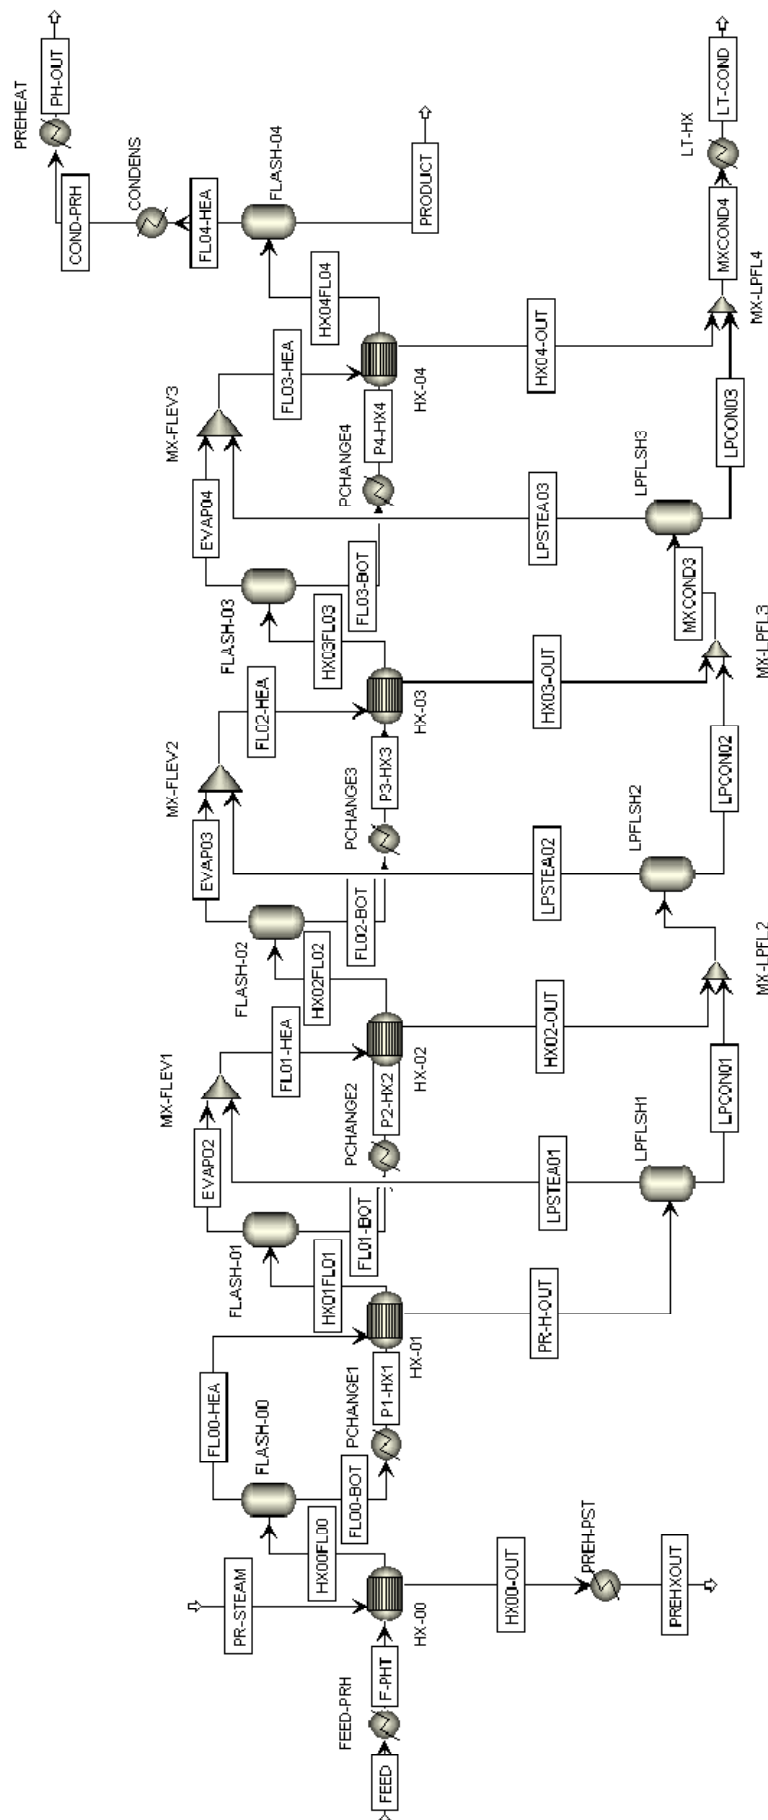 FEED
FEED-PRH
F-PHT
HX-00
PR-STEAM
HX00FL00
FLASH-00
FL00-HEA
FL00-BOT
HX00-OUT
PREH-PST
PREHXOUT
PCHANGE1
P1-HX1
HX-01
HX01FL01
FLASH-01
FL01-BOT
PR-H-OUT
EVAP02
MX-FLEV1
FL01-HEA
LPSTEA01
LPFLSH1
LPCON01
PCHANGE2
P2-HX2
HX-02
HX02FL02
FLASH-02
FL02-BOT
HX02-OUT
MX-LPFL2
EVAP03
MX-FLEV2
FL02-HEA
LPSTEA02
LPFLSH2
LPCON02
PCHANGE3
P3-HX3
HX-03
HX03FL03
FLASH-03
FL03-BOT
HX03-OUT
MX-LPFL3
MXCOND3
EVAP04
MX-FLEV3
FL03-HEA
LPSTEA03
LPFLSH3
LPCON03
PCHANGE4
P4-HX4
HX-04
HX04FL04
FLASH-04
HX04-OUT
MX-LPFL4
MXCOND4
LT-HX
LT-COND
PRODUCT
FL04-HEA
CONDENS
COND-PRH
PREHEAT
PH-OUT